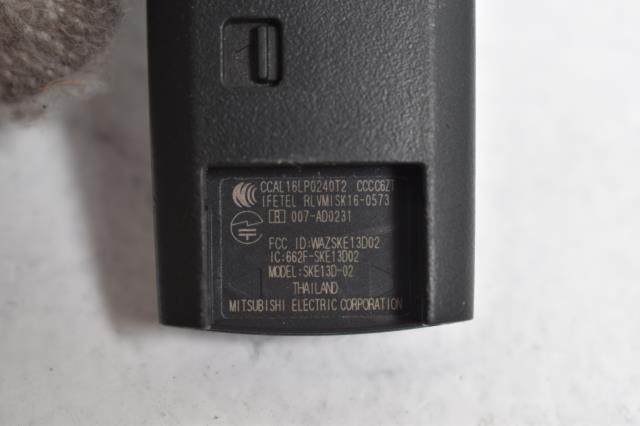 CCAL16LP0240T2 CCCC6Z1
IFETEL RLVMISK16-0573
R 007-AD0231
FCC ID:WAZSKE13D02
IC:662F-SKE13D02
MODEL:SKE13D-02
THAILAND
MITSUBISHI ELECTRIC CORPORATION